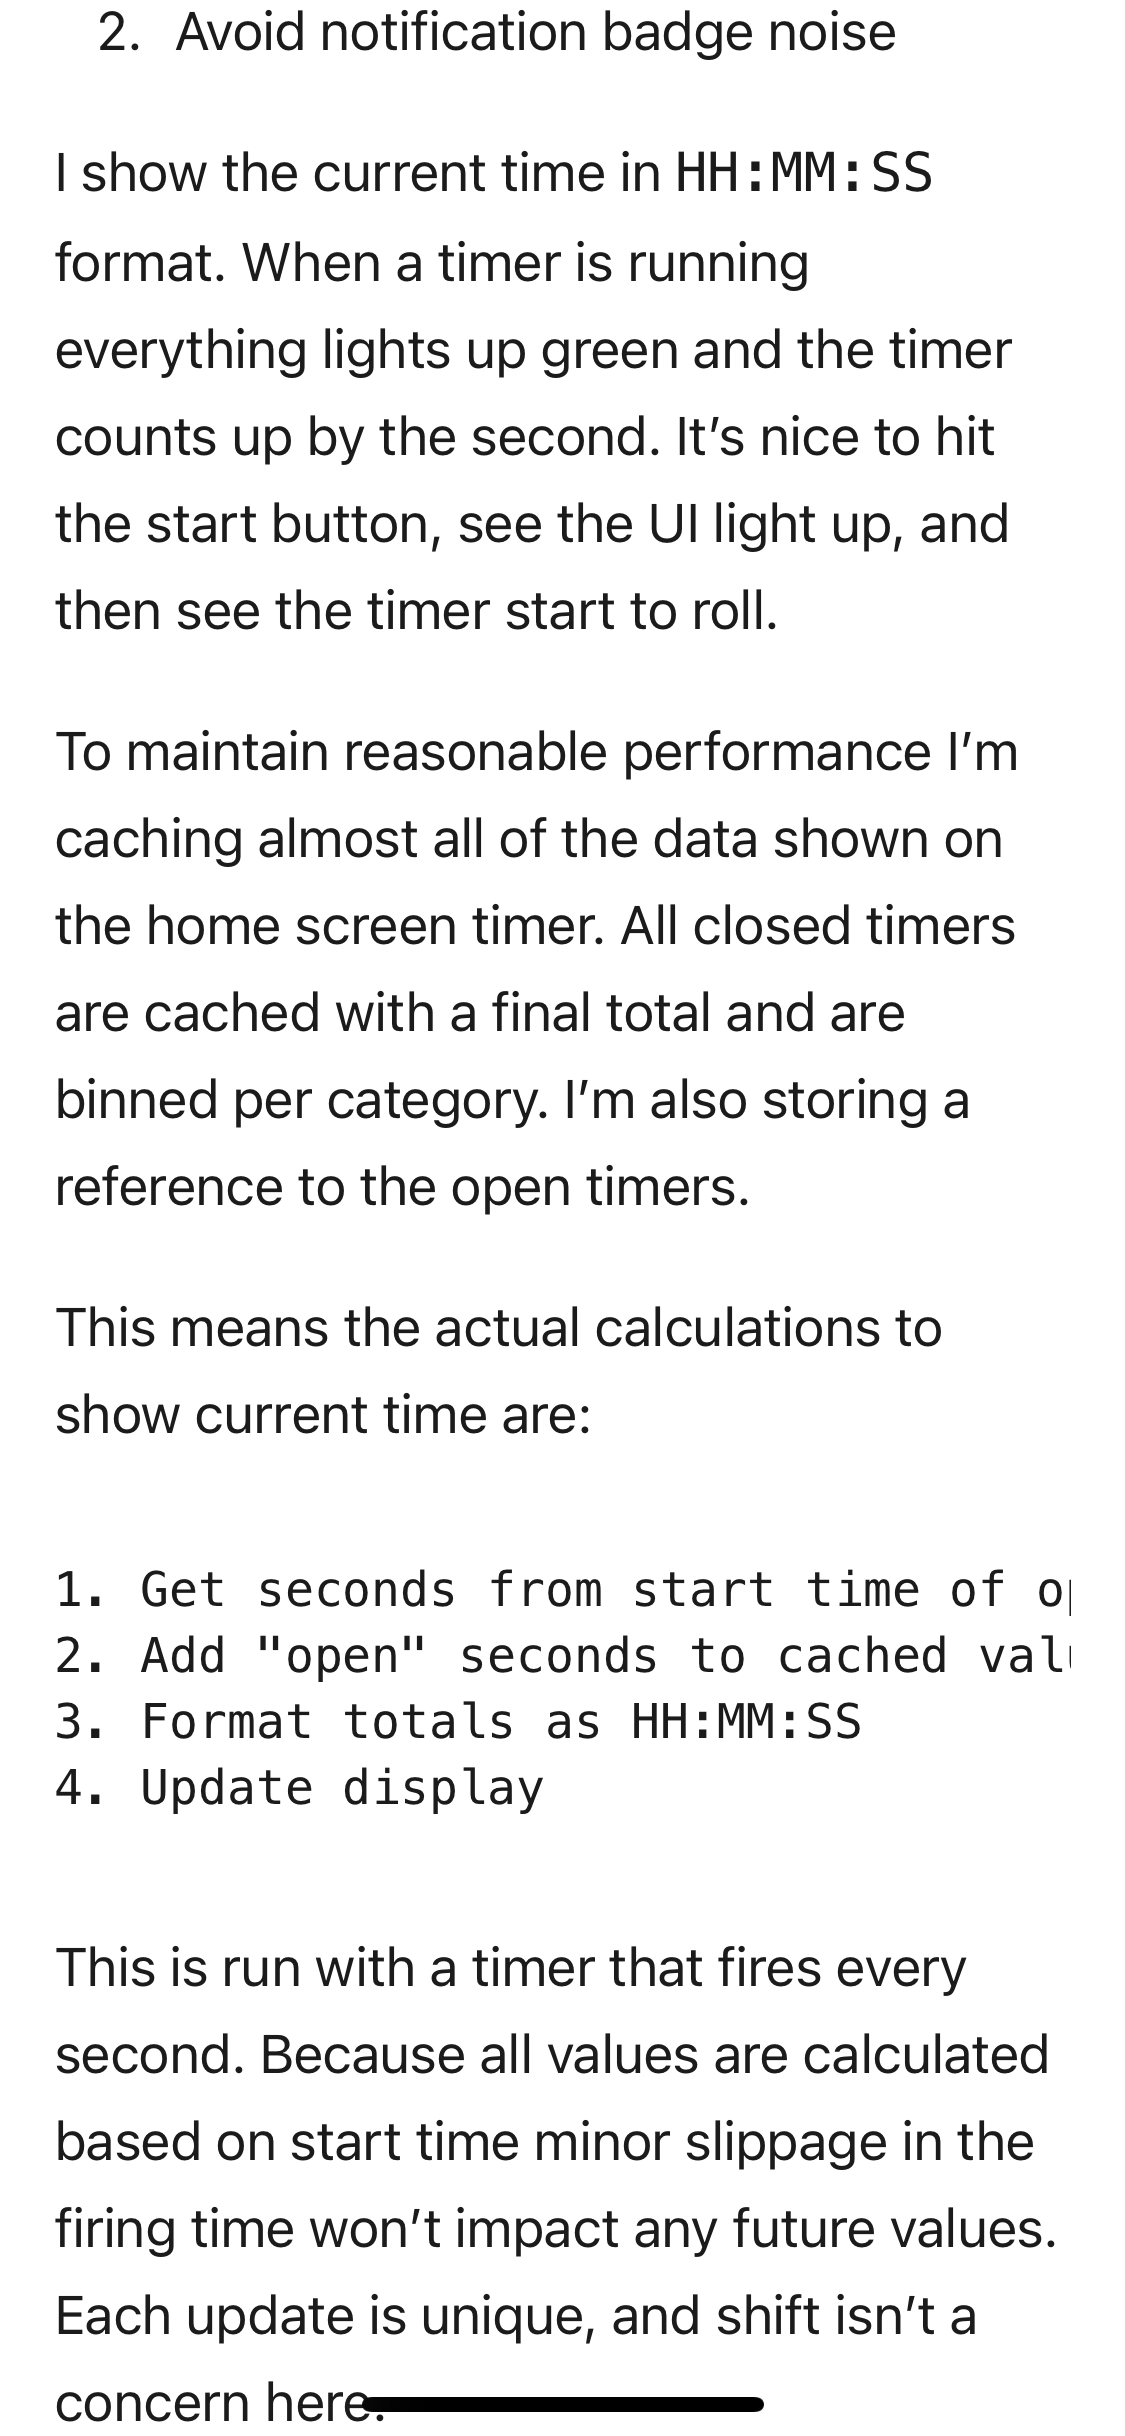 2. Avoid notification badge noise
I show the current time in HH:MM:SS
format. When a timer is running
everything lights up green and the timer
counts up by the second. It’s nice to hit
the start button, see the UI light up, and
then see the timer start to roll.
To maintain reasonable performance I’m
caching almost all of the data shown on
the home screen timer. All closed timers
are cached with a final total and are
binned per category. I’m also storing a
reference to the open timers.
This means the actual calculations to
show current time are:
1. Get seconds from start time of
2. Add "open" seconds to cached
3. Format totals as HH:MM:SS
4. Update display
This is run with a timer that fires every
second. Because all values are calculated
based on start time minor slippage in the
firing time won’t impact any future values.
Each update is unique, and shift isn’t a
concern here.